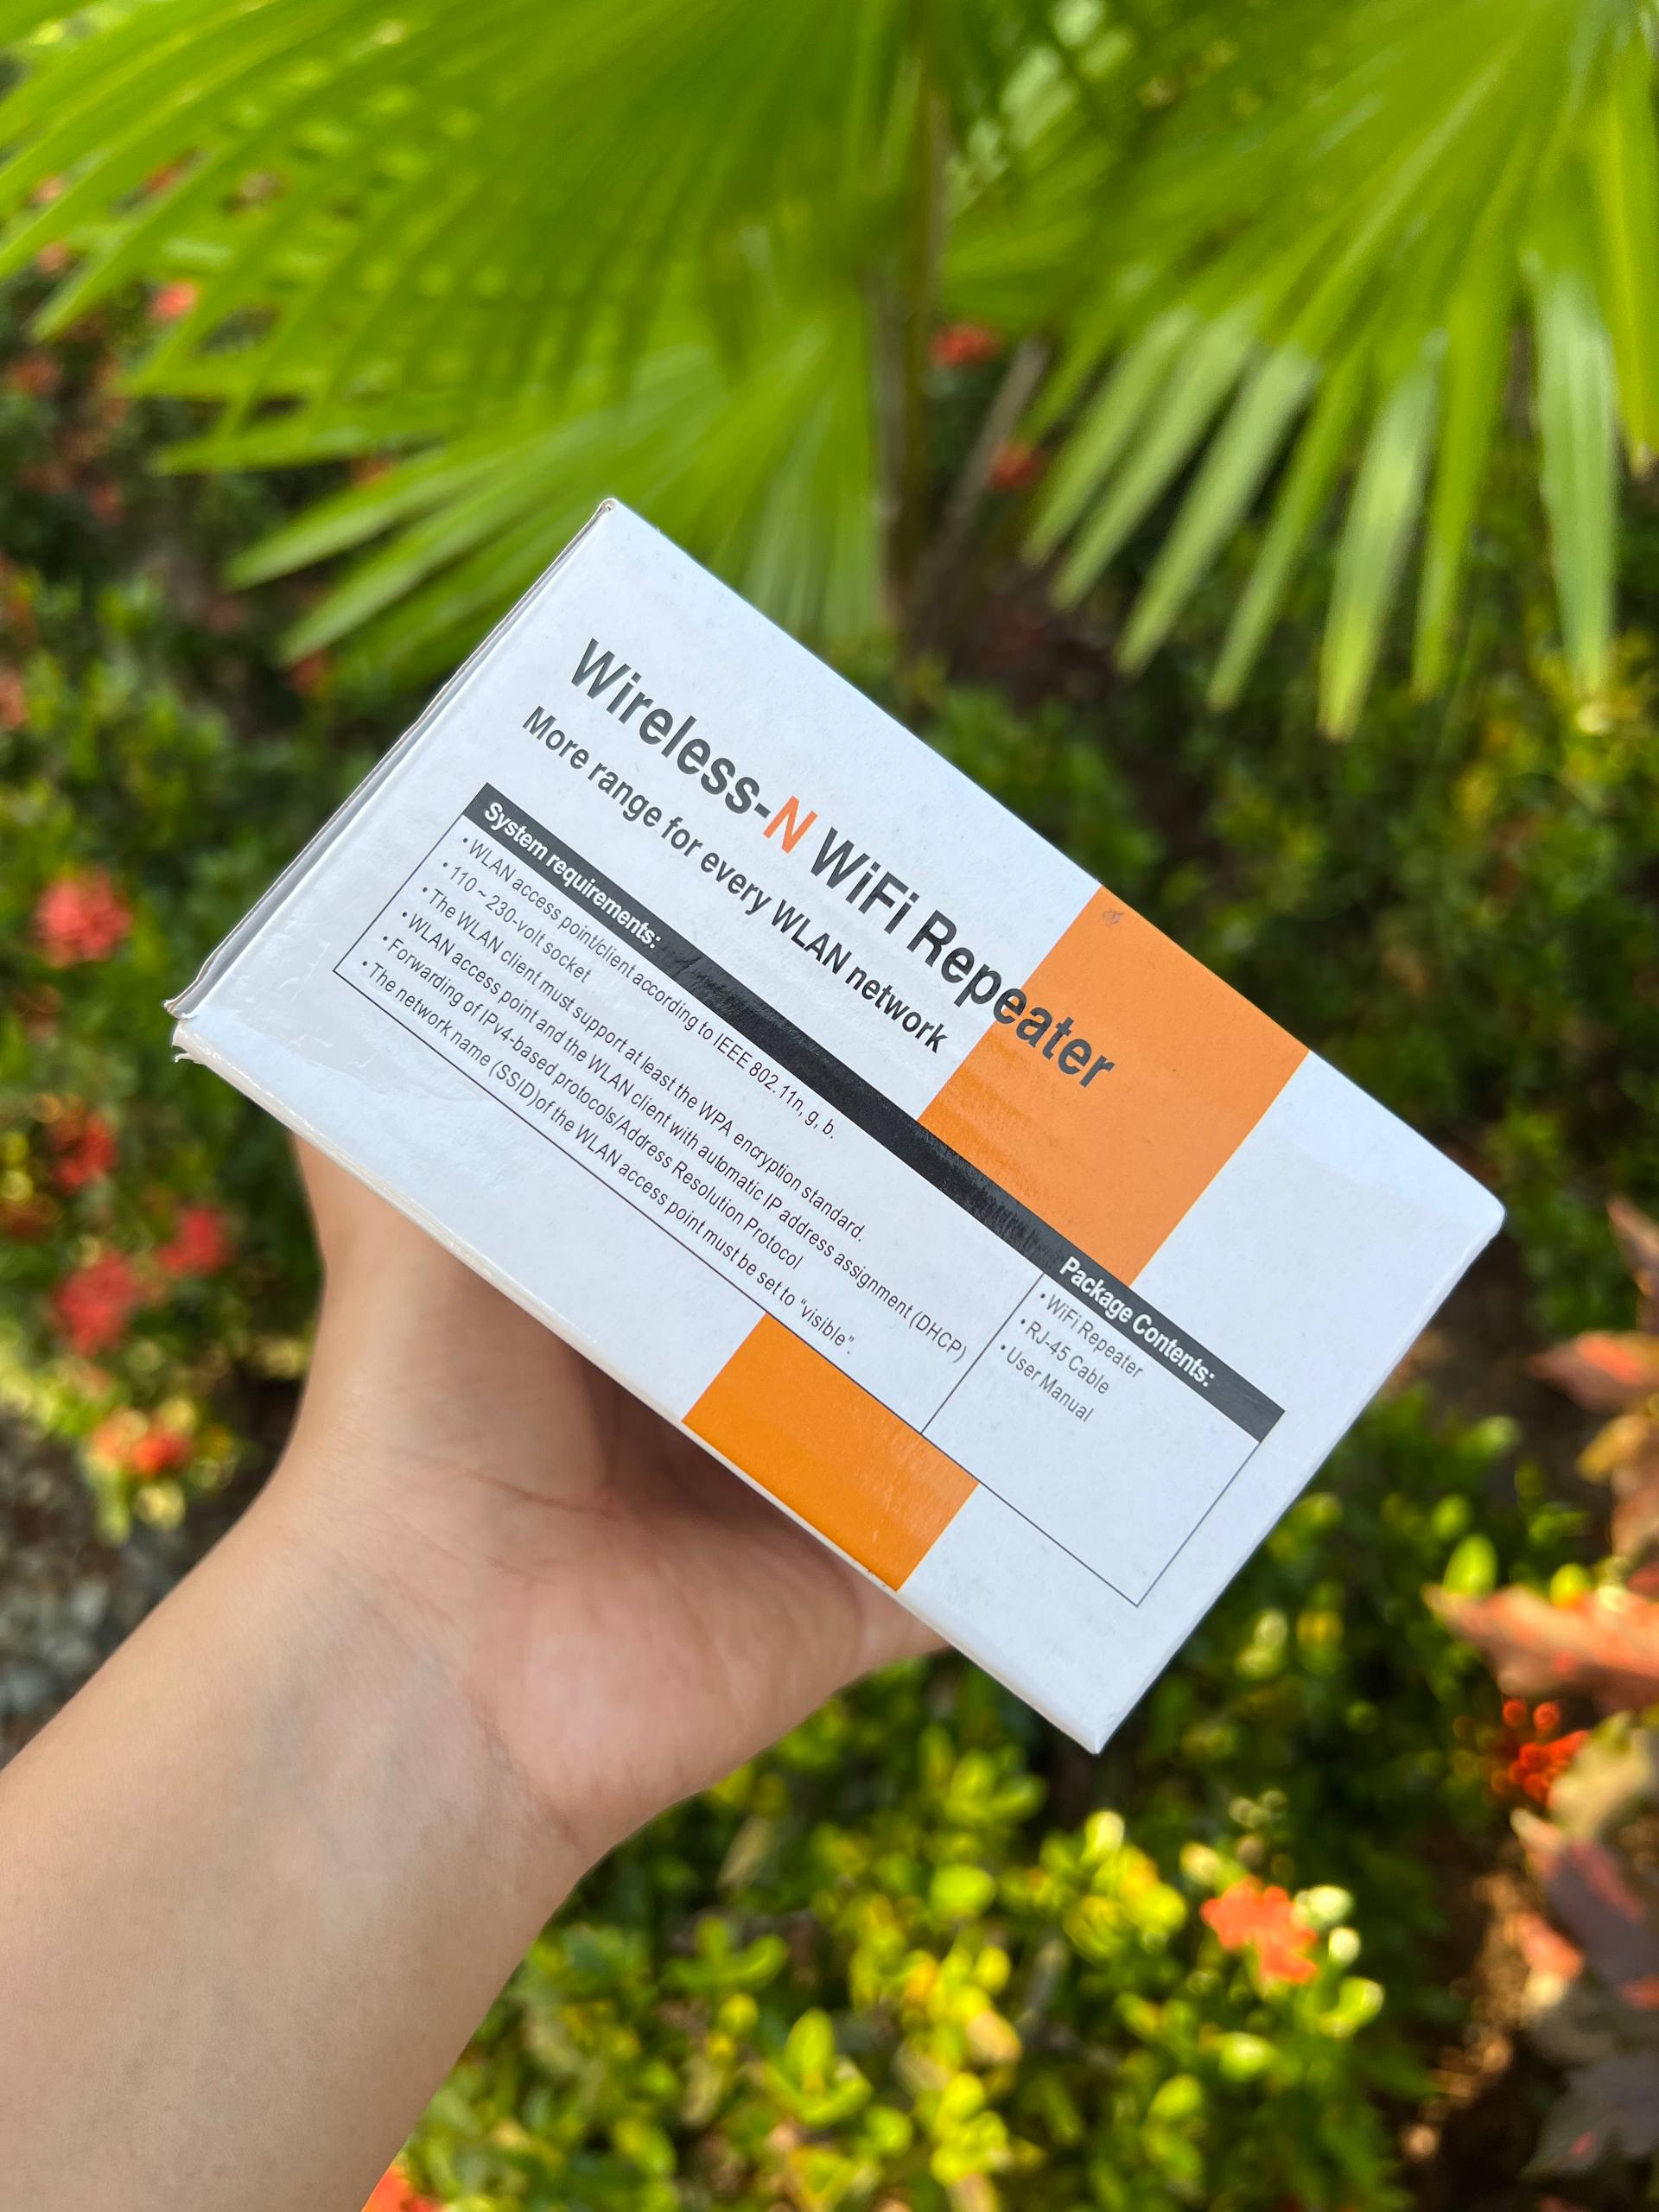 Wireless-N WiFi Repeater
More range for every WLAN network
System requirements:
• WLAN access point/client according to IEEE 802.11n, g, b.
• 110 ~ 230-volt socket
• The WLAN client must support at least the WPA encryption standard.
• WLAN access point and the WLAN client with automatic IP address assignment (DHCP)
• Forwarding of IPv4-based protocols/Address Resolution Protocol
• The network name (SSID)of the WLAN access point must be set to “visible”.
Package Contents:
• WiFi Repeater
• RJ-45 Cable
• User Manual